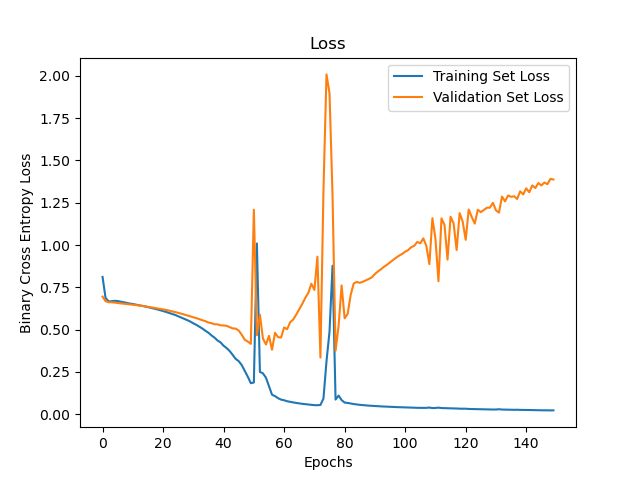 Loss
Training Set Loss
Validation Set Loss
2.00
1.75
1.50
1.25
1.00
0.75
0.50
0.25
0.00
Binary Cross Entropy Loss
0 20 40 60 80 100 120 140
Epochs